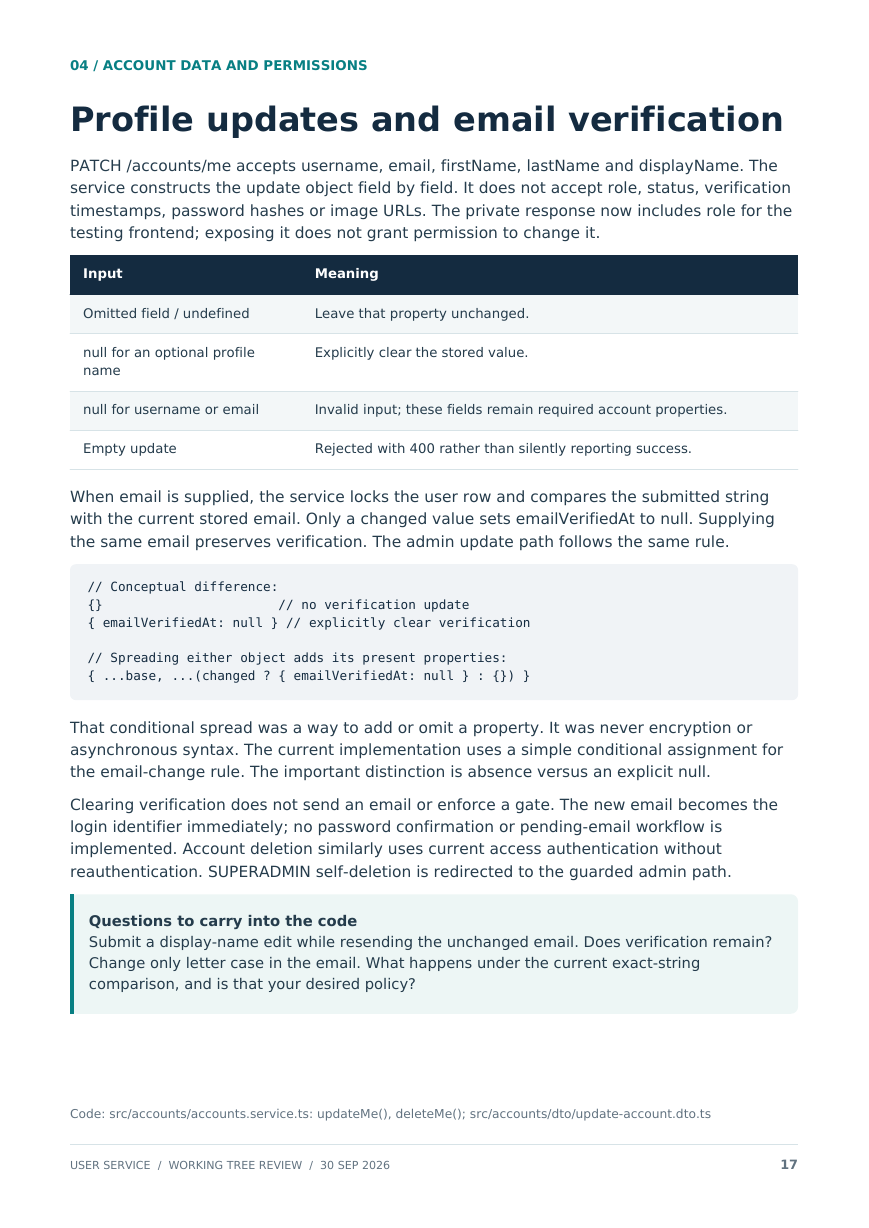 04 / ACCOUNT DATA AND PERMISSIONS
Profile updates and email verification
PATCH /accounts/me accepts username, email, firstName, lastName and displayName. The
service constructs the update object field by field. It does not accept role, status, verification
timestamps, password hashes or image URLs. The private response now includes role for the
testing frontend; exposing it does not grant permission to change it.
Input Meaning
Omitted field / undefined Leave that property unchanged.
null for an optional profile Explicitly clear the stored value.
name
null for username or email Invalid input; these fields remain required account properties.
Empty update Rejected with 400 rather than silently reporting success.
When email is supplied, the service locks the user row and compares the submitted string
with the current stored email. Only a changed value sets emailVerifiedAt to null. Supplying
the same email preserves verification. The admin update path follows the same rule.
// Conceptual difference:
{}                       // no verification update
{ emailVerifiedAt: null } // explicitly clear verification
// Spreading either object adds its present properties:
{ ...base, ...(changed ? { emailVerifiedAt: null } : {}) }
That conditional spread was a way to add or omit a property. It was never encryption or
asynchronous syntax. The current implementation uses a simple conditional assignment for
the email-change rule. The important distinction is absence versus an explicit null.
Clearing verification does not send an email or enforce a gate. The new email becomes the
login identifier immediately; no password confirmation or pending-email workflow is
implemented. Account deletion similarly uses current access authentication without
reauthentication. SUPERADMIN self-deletion is redirected to the guarded admin path.
Questions to carry into the code
Submit a display-name edit while resending the unchanged email. Does verification remain?
Change only letter case in the email. What happens under the current exact-string
comparison, and is that your desired policy?
Code: src/accounts/accounts.service.ts: updateMe(), deleteMe(); src/accounts/dto/update-account.dto.ts
USER SERVICE / WORKING TREE REVIEW / 30 SEP 2026 17